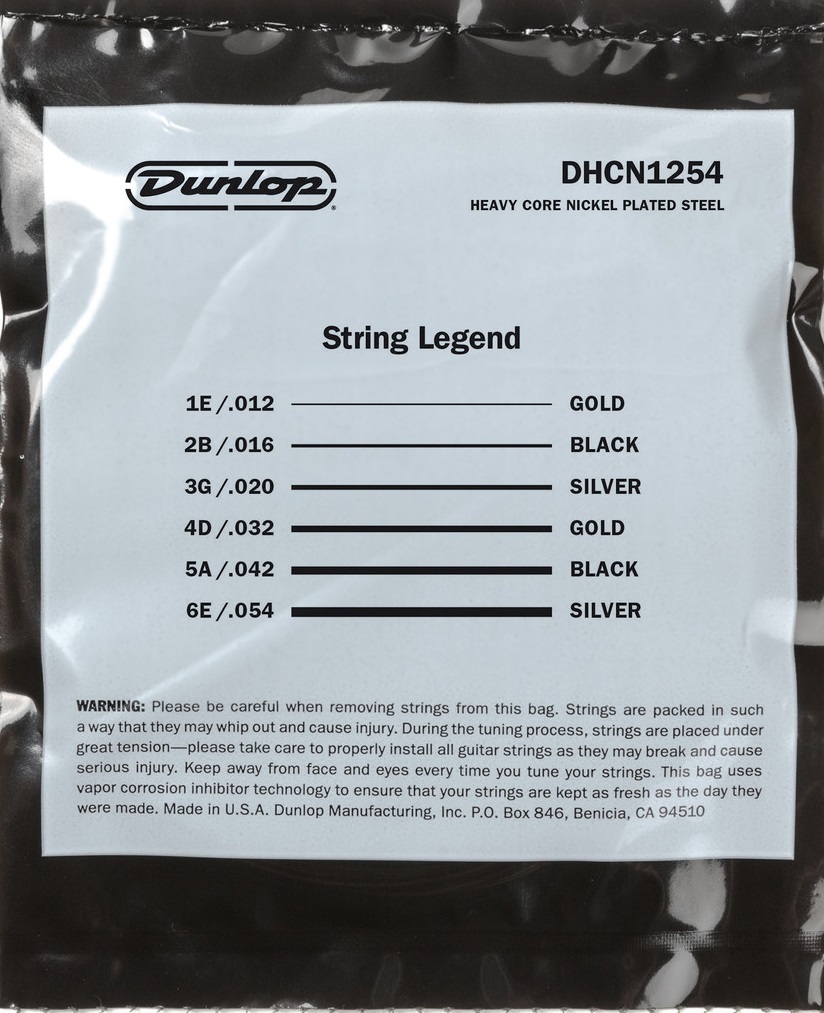 Dunlop®
DHCN1254
HEAVY CORE NICKEL PLATED STEEL
String Legend
1E/.012 GOLD
2B/.016 BLACK
3G/.020 SILVER
4D/.032 GOLD
5A/.042 BLACK
6E/.054 SILVER
WARNING: Please be careful when removing strings from this bag. Strings are packed in such
a way that they may whip out and cause injury. During the tuning process, strings are placed under
great tension—please take care to properly install all guitar strings as they may break and cause
serious injury. Keep away from face and eyes every time you tune your strings. This bag uses
vapor corrosion inhibitor technology to ensure that your strings are kept as fresh as the day they
were made. Made in U.S.A. Dunlop Manufacturing, Inc. P.O. Box 846, Benicia, CA 94510